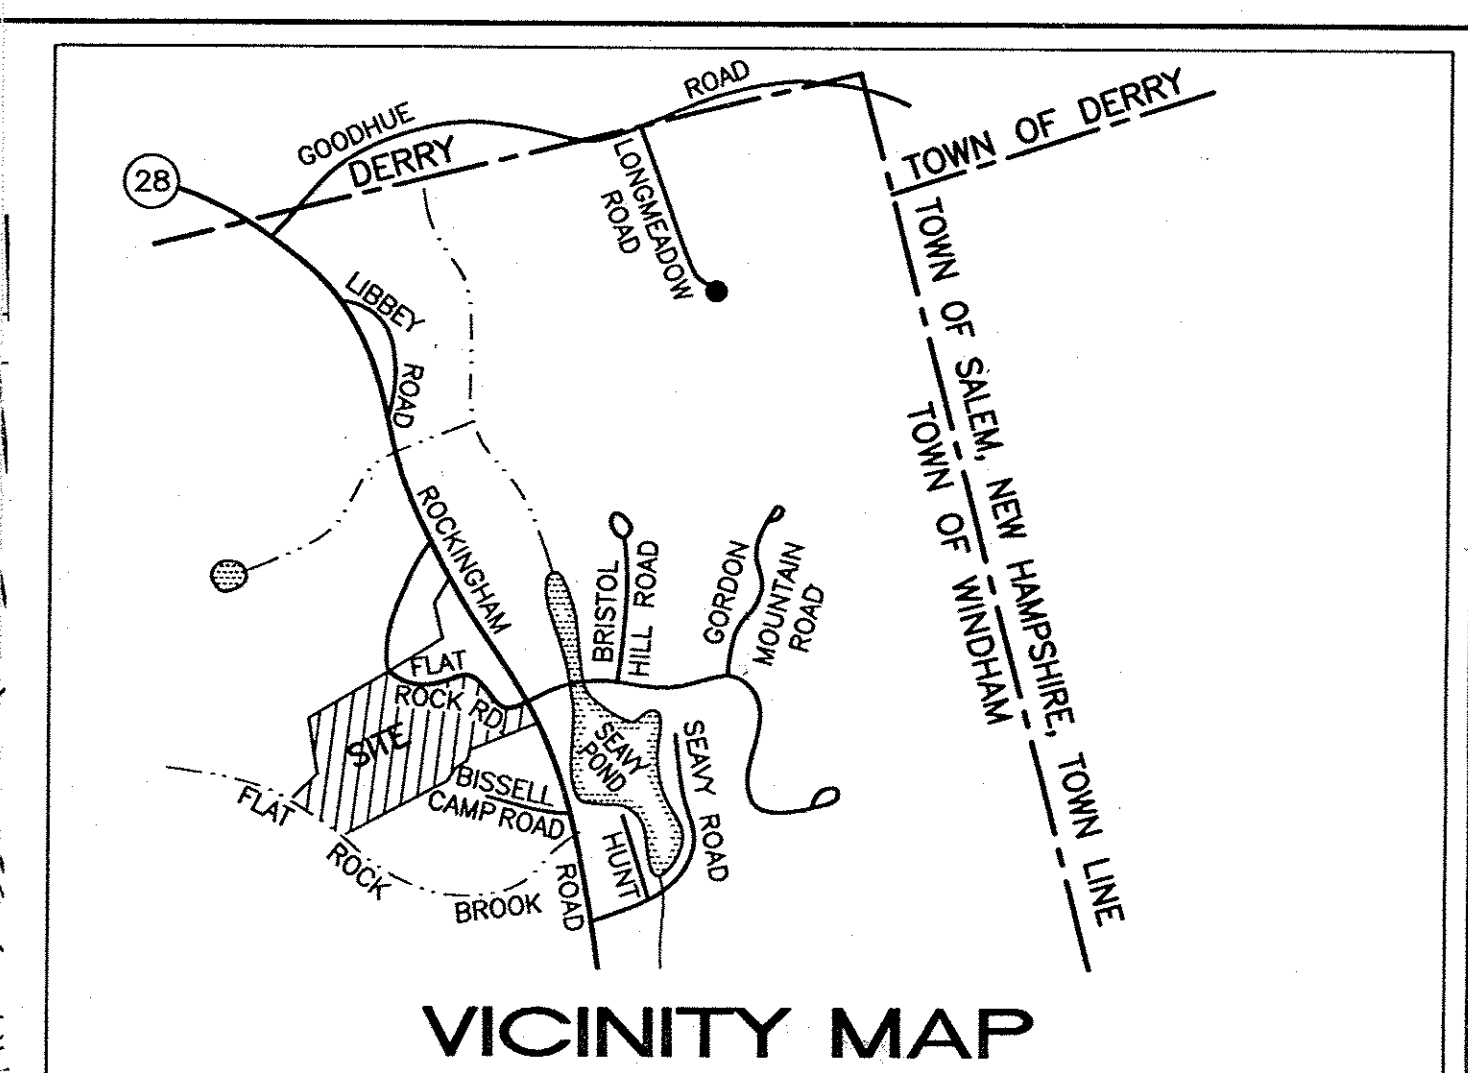 GOODHUE
ROAD
DERRY
28
TOWN OF DERRY
LONGMEADOW
ROAD
LIBBEY
ROAD
TOWN OF SALEM, NEW HAMPSHIRE, TOWN LINE
TOWN OF WINDHAM
ROCKINGHAM
BRISTOL
HILL ROAD
GORDON
MOUNTAIN
ROAD
FLAT
ROCK RD
SITE
SEAVY
POND
SEAVY ROAD
BISSELL
CAMP ROAD
FLAT
ROCK
BROOK
HUNT
ROAD
VICINITY MAP